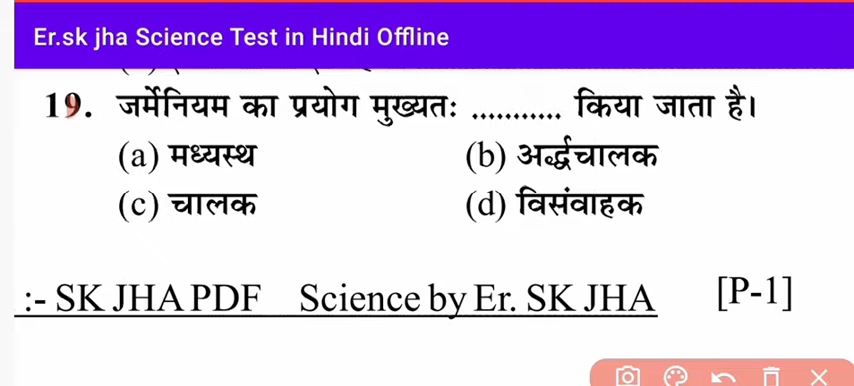 Er.sk jha Science Test in Hindi Offline
19. जर्मेनियम का प्रयोग मुख्यतः ........... किया जाता है।
(a) मध्यस्थ (b) अर्द्धचालक
(c) चालक (d) विसंवाहक
:- SK JHA PDF Science by Er. SK JHA [P-1]